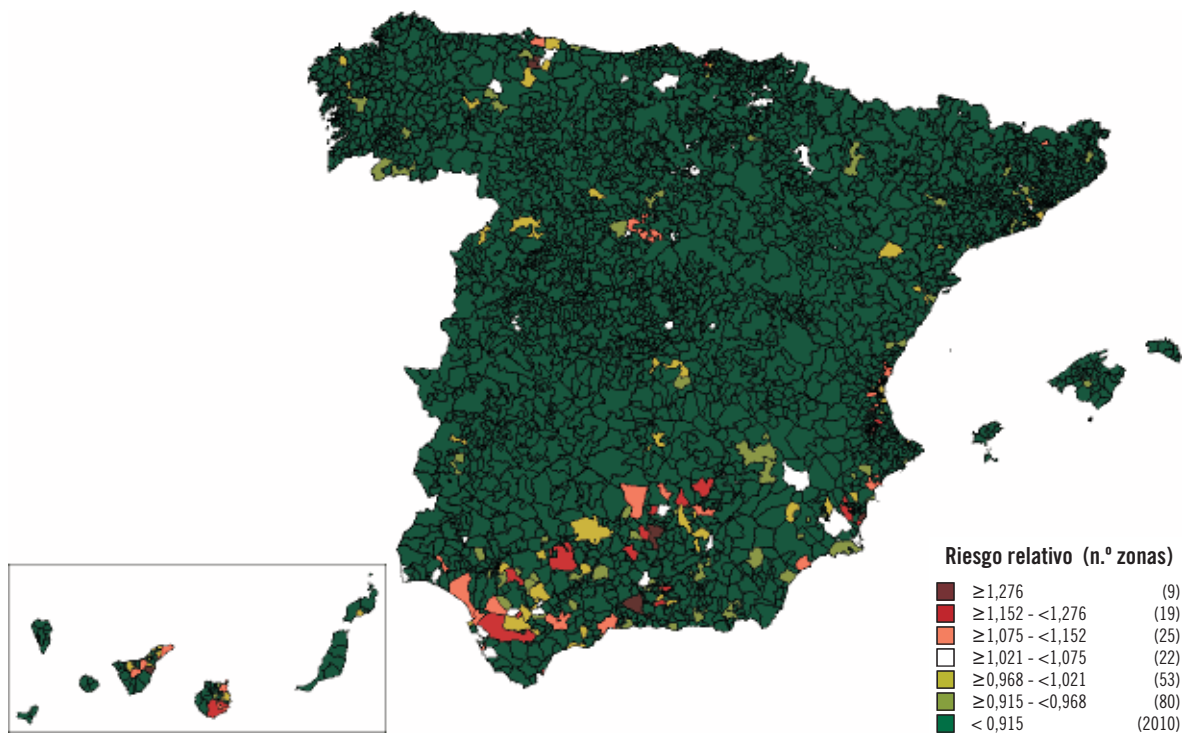 Riesgo relativo (n.º zonas)
≥1,276 (9)
≥1,152 - <1,276 (19)
≥1,075 - <1,152 (25)
≥1,021 - <1,075 (22)
≥0,968 - <1,021 (53)
≥0,915 - <0,968 (80)
< 0,915 (2010)